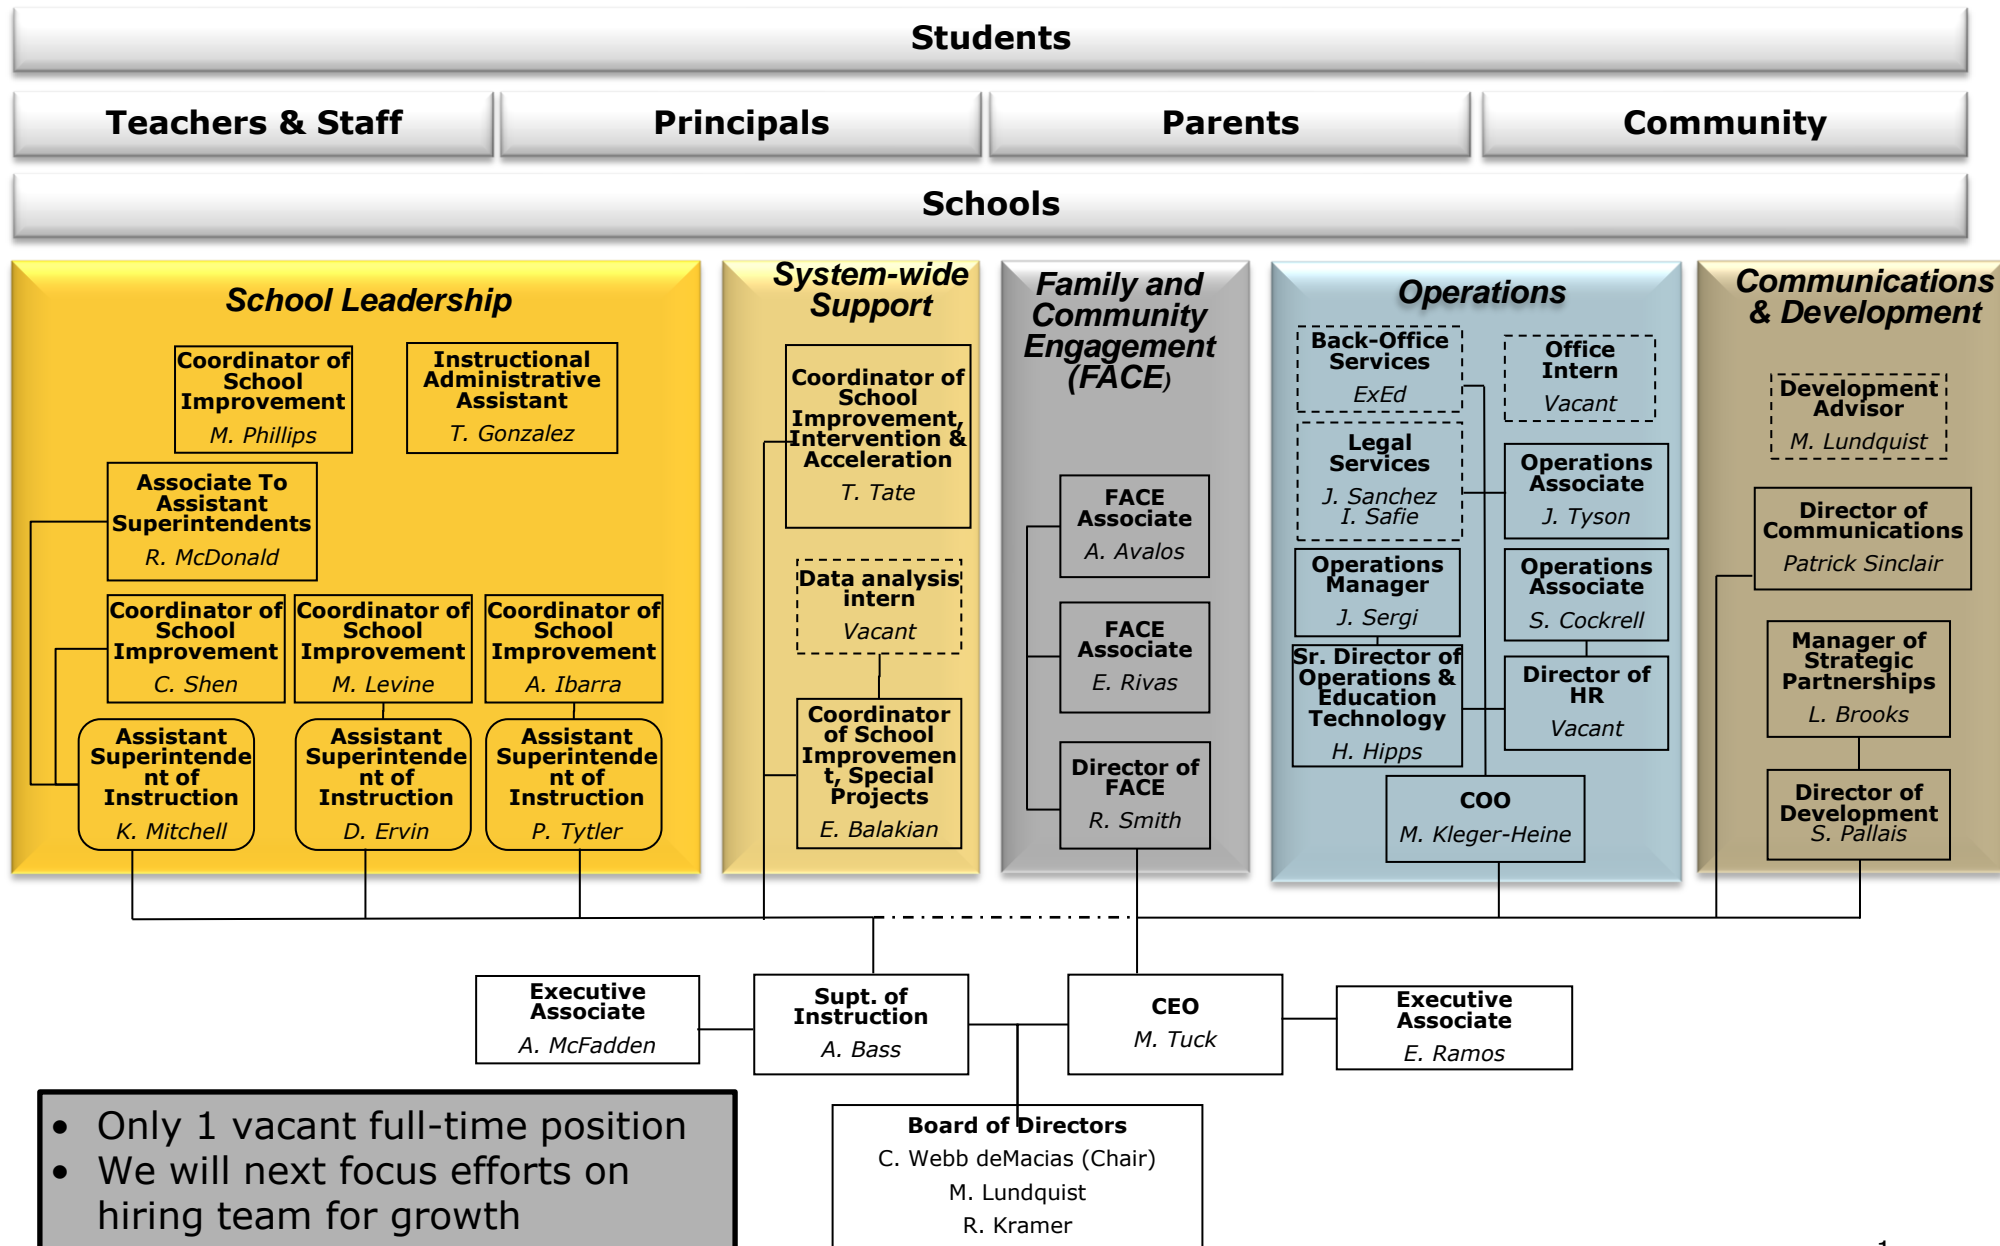 Students
Teachers & Staff
Principals
Parents
Community
Schools
School Leadership
Coordinator of
School
Improvement
M. Phillips
Instructional
Administrative
Assistant
T. Gonzalez
Associate To
Assistant
Superintendents
R. McDonald
Coordinator of
School
Improvement
C. Shen
Coordinator of
School
Improvement
M. Levine
Coordinator of
School
Improvement
A. Ibarra
Assistant
Superintende
nt of
Instruction
K. Mitchell
Assistant
Superintende
nt of
Instruction
D. Ervin
Assistant
Superintende
nt of
Instruction
P. Tytler
System-wide
Support
Coordinator of
School
Improvement,
Intervention &
Acceleration
T. Tate
Data analysis
intern
Vacant
Coordinator
of School
Improvemen
t, Special
Projects
E. Balakian
Family and
Community
Engagement
(FACE)
FACE
Associate
A. Avalos
FACE
Associate
E. Rivas
Director of
FACE
R. Smith
Operations
Back-Office
Services
ExEd
Office
Intern
Vacant
Legal
Services
J. Sanchez
I. Safie
Operations
Associate
J. Tyson
Operations
Manager
J. Sergi
Operations
Associate
S. Cockrell
Sr. Director of
Operations &
Education
Technology
H. Hipps
Director of
HR
Vacant
COO
M. Kleger-Heine
Communications
& Development
Development
Advisor
M. Lundquist
Director of
Communications
Patrick Sinclair
Manager of
Strategic
Partnerships
L. Brooks
Director of
Development
S. Pallais
Executive
Associate
A. McFadden
Supt. of
Instruction
A. Bass
CEO
M. Tuck
Executive
Associate
E. Ramos
• Only 1 vacant full-time position
• We will next focus efforts on
hiring team for growth
Board of Directors
C. Webb deMacias (Chair)
M. Lundquist
R. Kramer
1